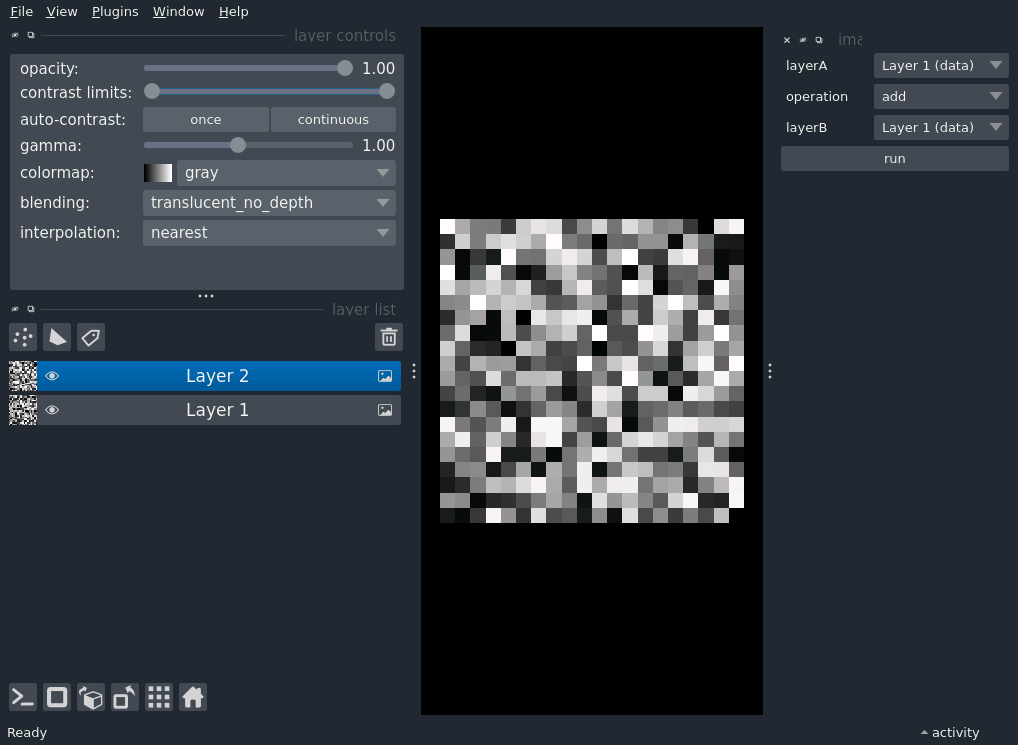 File View Plugins Window Help
layer controls
opacity: 1.00
contrast limits:
auto-contrast: once continuous
gamma: 1.00
colormap: gray
blending: translucent_no_depth
interpolation: nearest
layer list
Layer 2
Layer 1
ima
layerA Layer 1 (data)
operation add
layerB Layer 1 (data)
run
Ready
activity